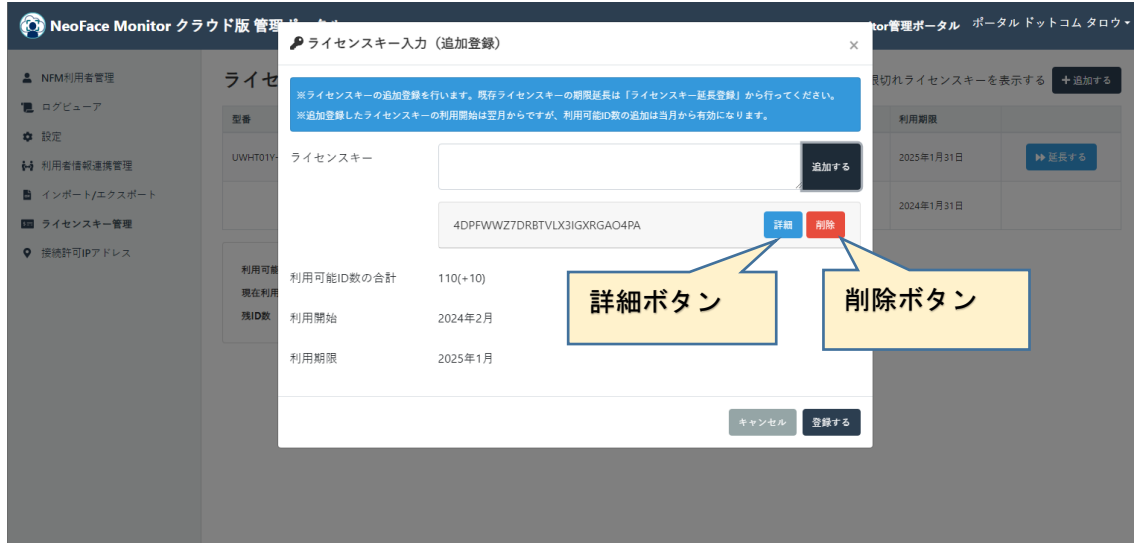 NeoFace Monitor クラウド版 管理ポータル
tor管理ポータル
ポータル ドットコム タロウ
NFM利用者管理
ログビューア
設定
利用者情報連携管理
インポート/エクスポート
ライセンスキー管理
接続許可IPアドレス
ライセ
限切れライセンスキーを表示する
+追加する
型番
利用期限
UWHT01Y-
2025年1月31日
延長する
2024年1月31日
利用可能
現在利用
残ID数
ライセンスキー入力（追加登録）
×
※ライセンスキーの追加登録を行います。既存ライセンスキーの期限延長は「ライセンスキー延長登録」から行ってください。
※追加登録したライセンスキーの利用開始は翌月からですが、利用可能ID数の追加は当月から有効になります。
ライセンスキー
追加する
4DPFWWZ7DRBTVLX3IGXRGAO4PA
詳細
削除
利用可能ID数の合計
110(+10)
利用開始
2024年2月
利用期限
2025年1月
詳細ボタン
削除ボタン
キャンセル
登録する